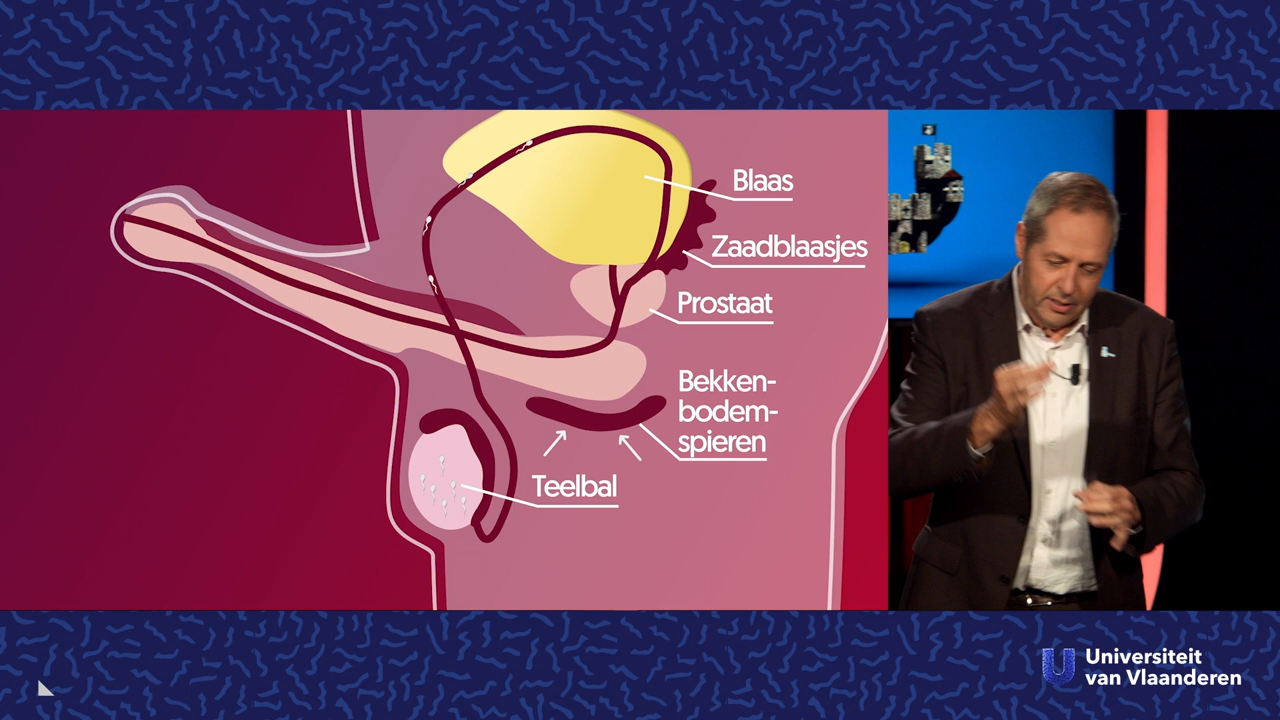 Blaas
Zaadblaasjes
Prostaat
Bekken-
bodem-
spieren
Teelbal
Universiteit
van Vlaanderen